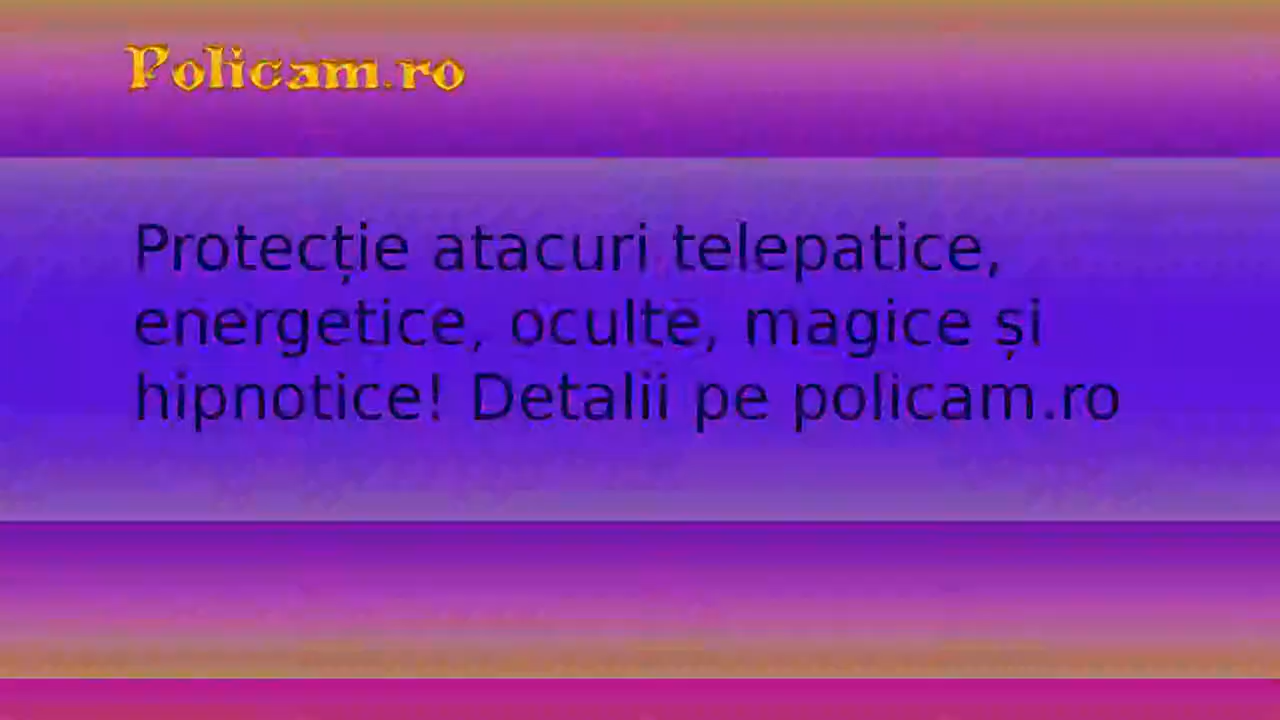 Policam.ro
Protecție atacuri telepatice,
energetice, oculte, magice și
hipnotice! Detalii pe policam.ro